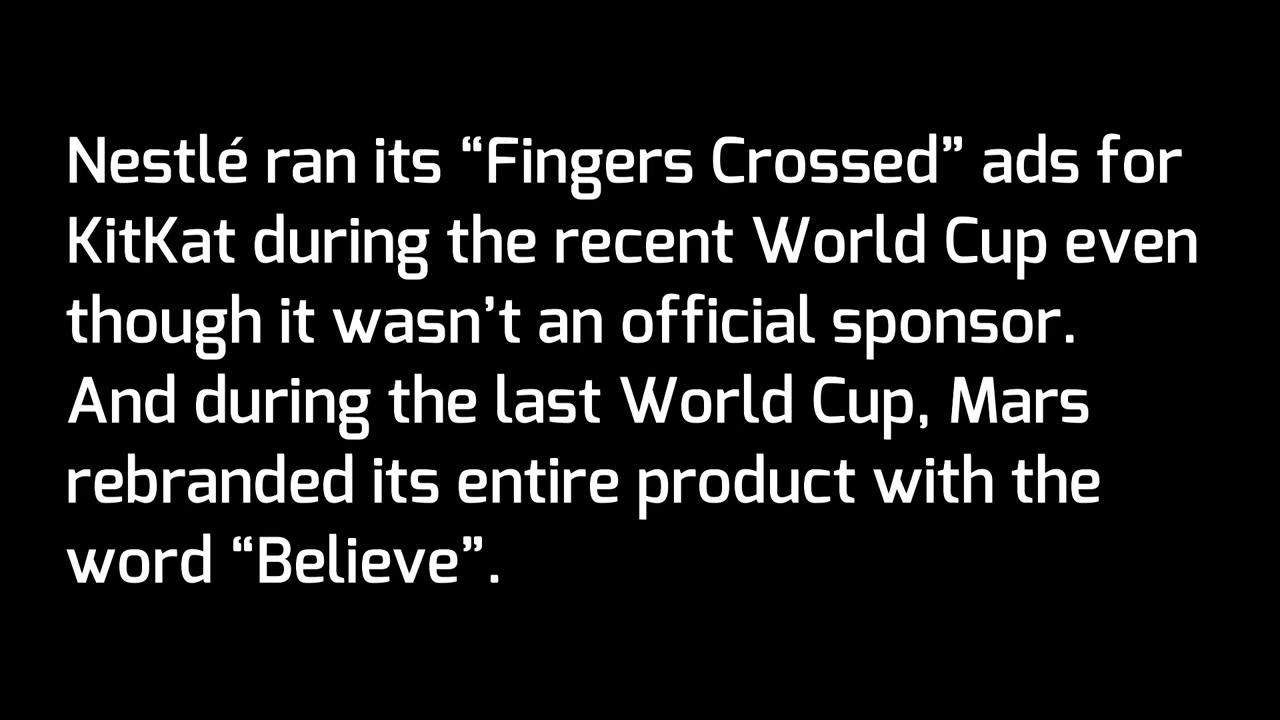 Nestlé ran its “Fingers Crossed” ads for
KitKat during the recent World Cup even
though it wasn’t an official sponsor.
And during the last World Cup, Mars
rebranded its entire product with the
word “Believe”.